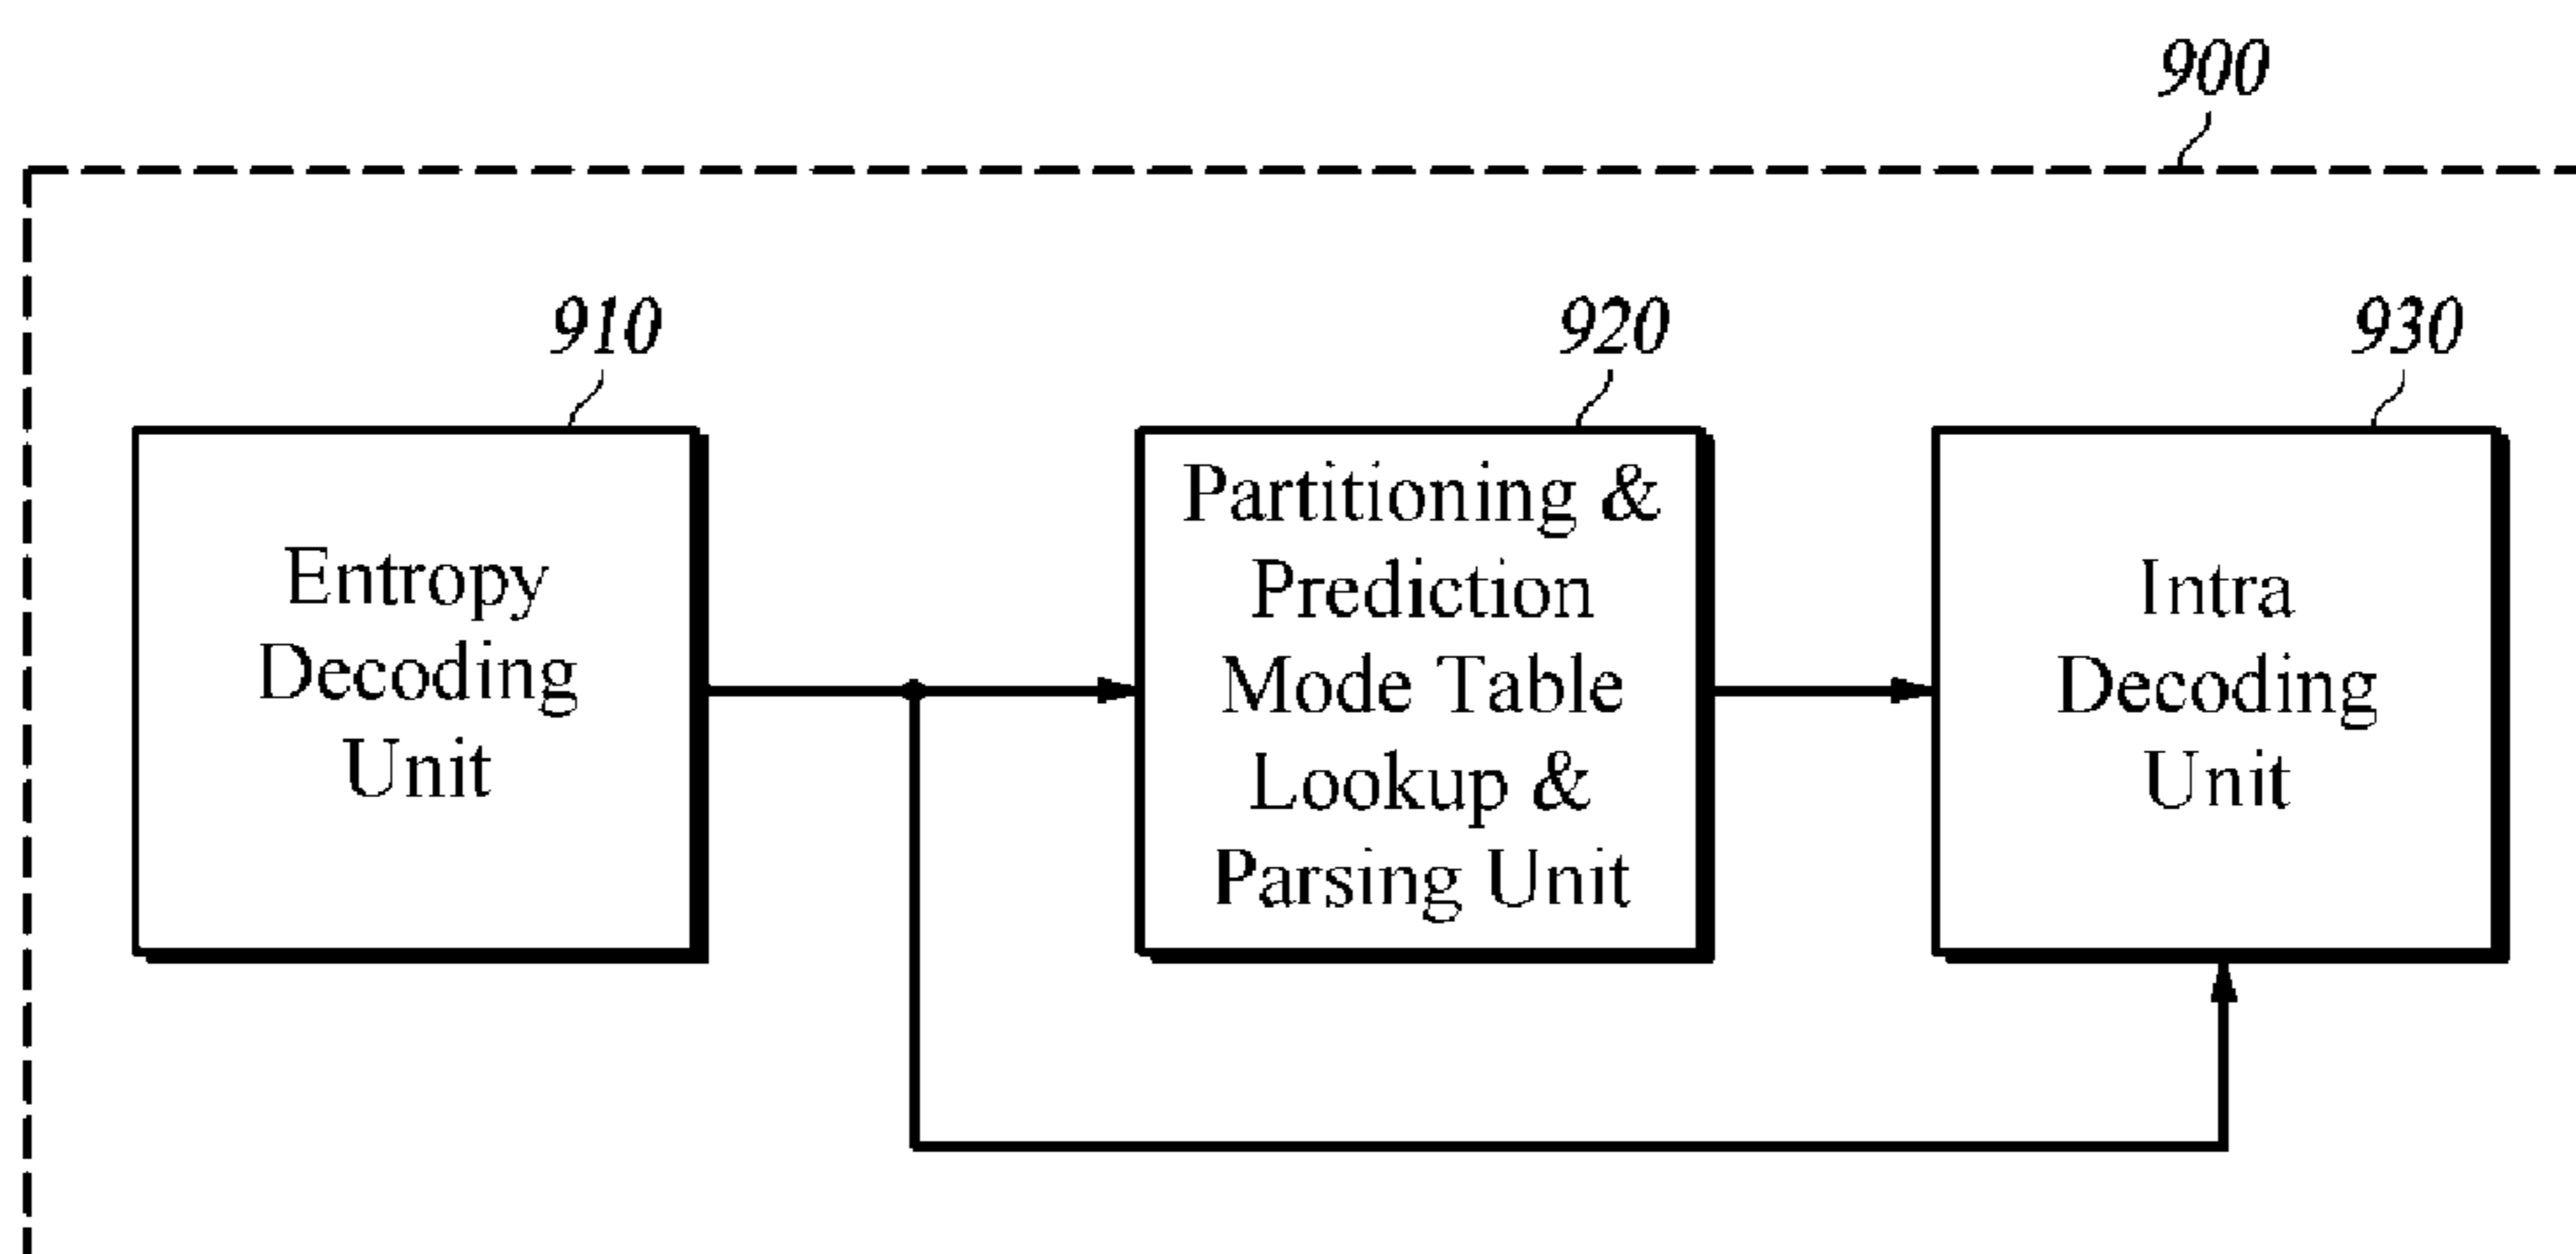 900
910
Entropy
Decoding
Unit
920
Partitioning &
Prediction
Mode Table
Lookup &
Parsing Unit
930
Intra
Decoding
Unit